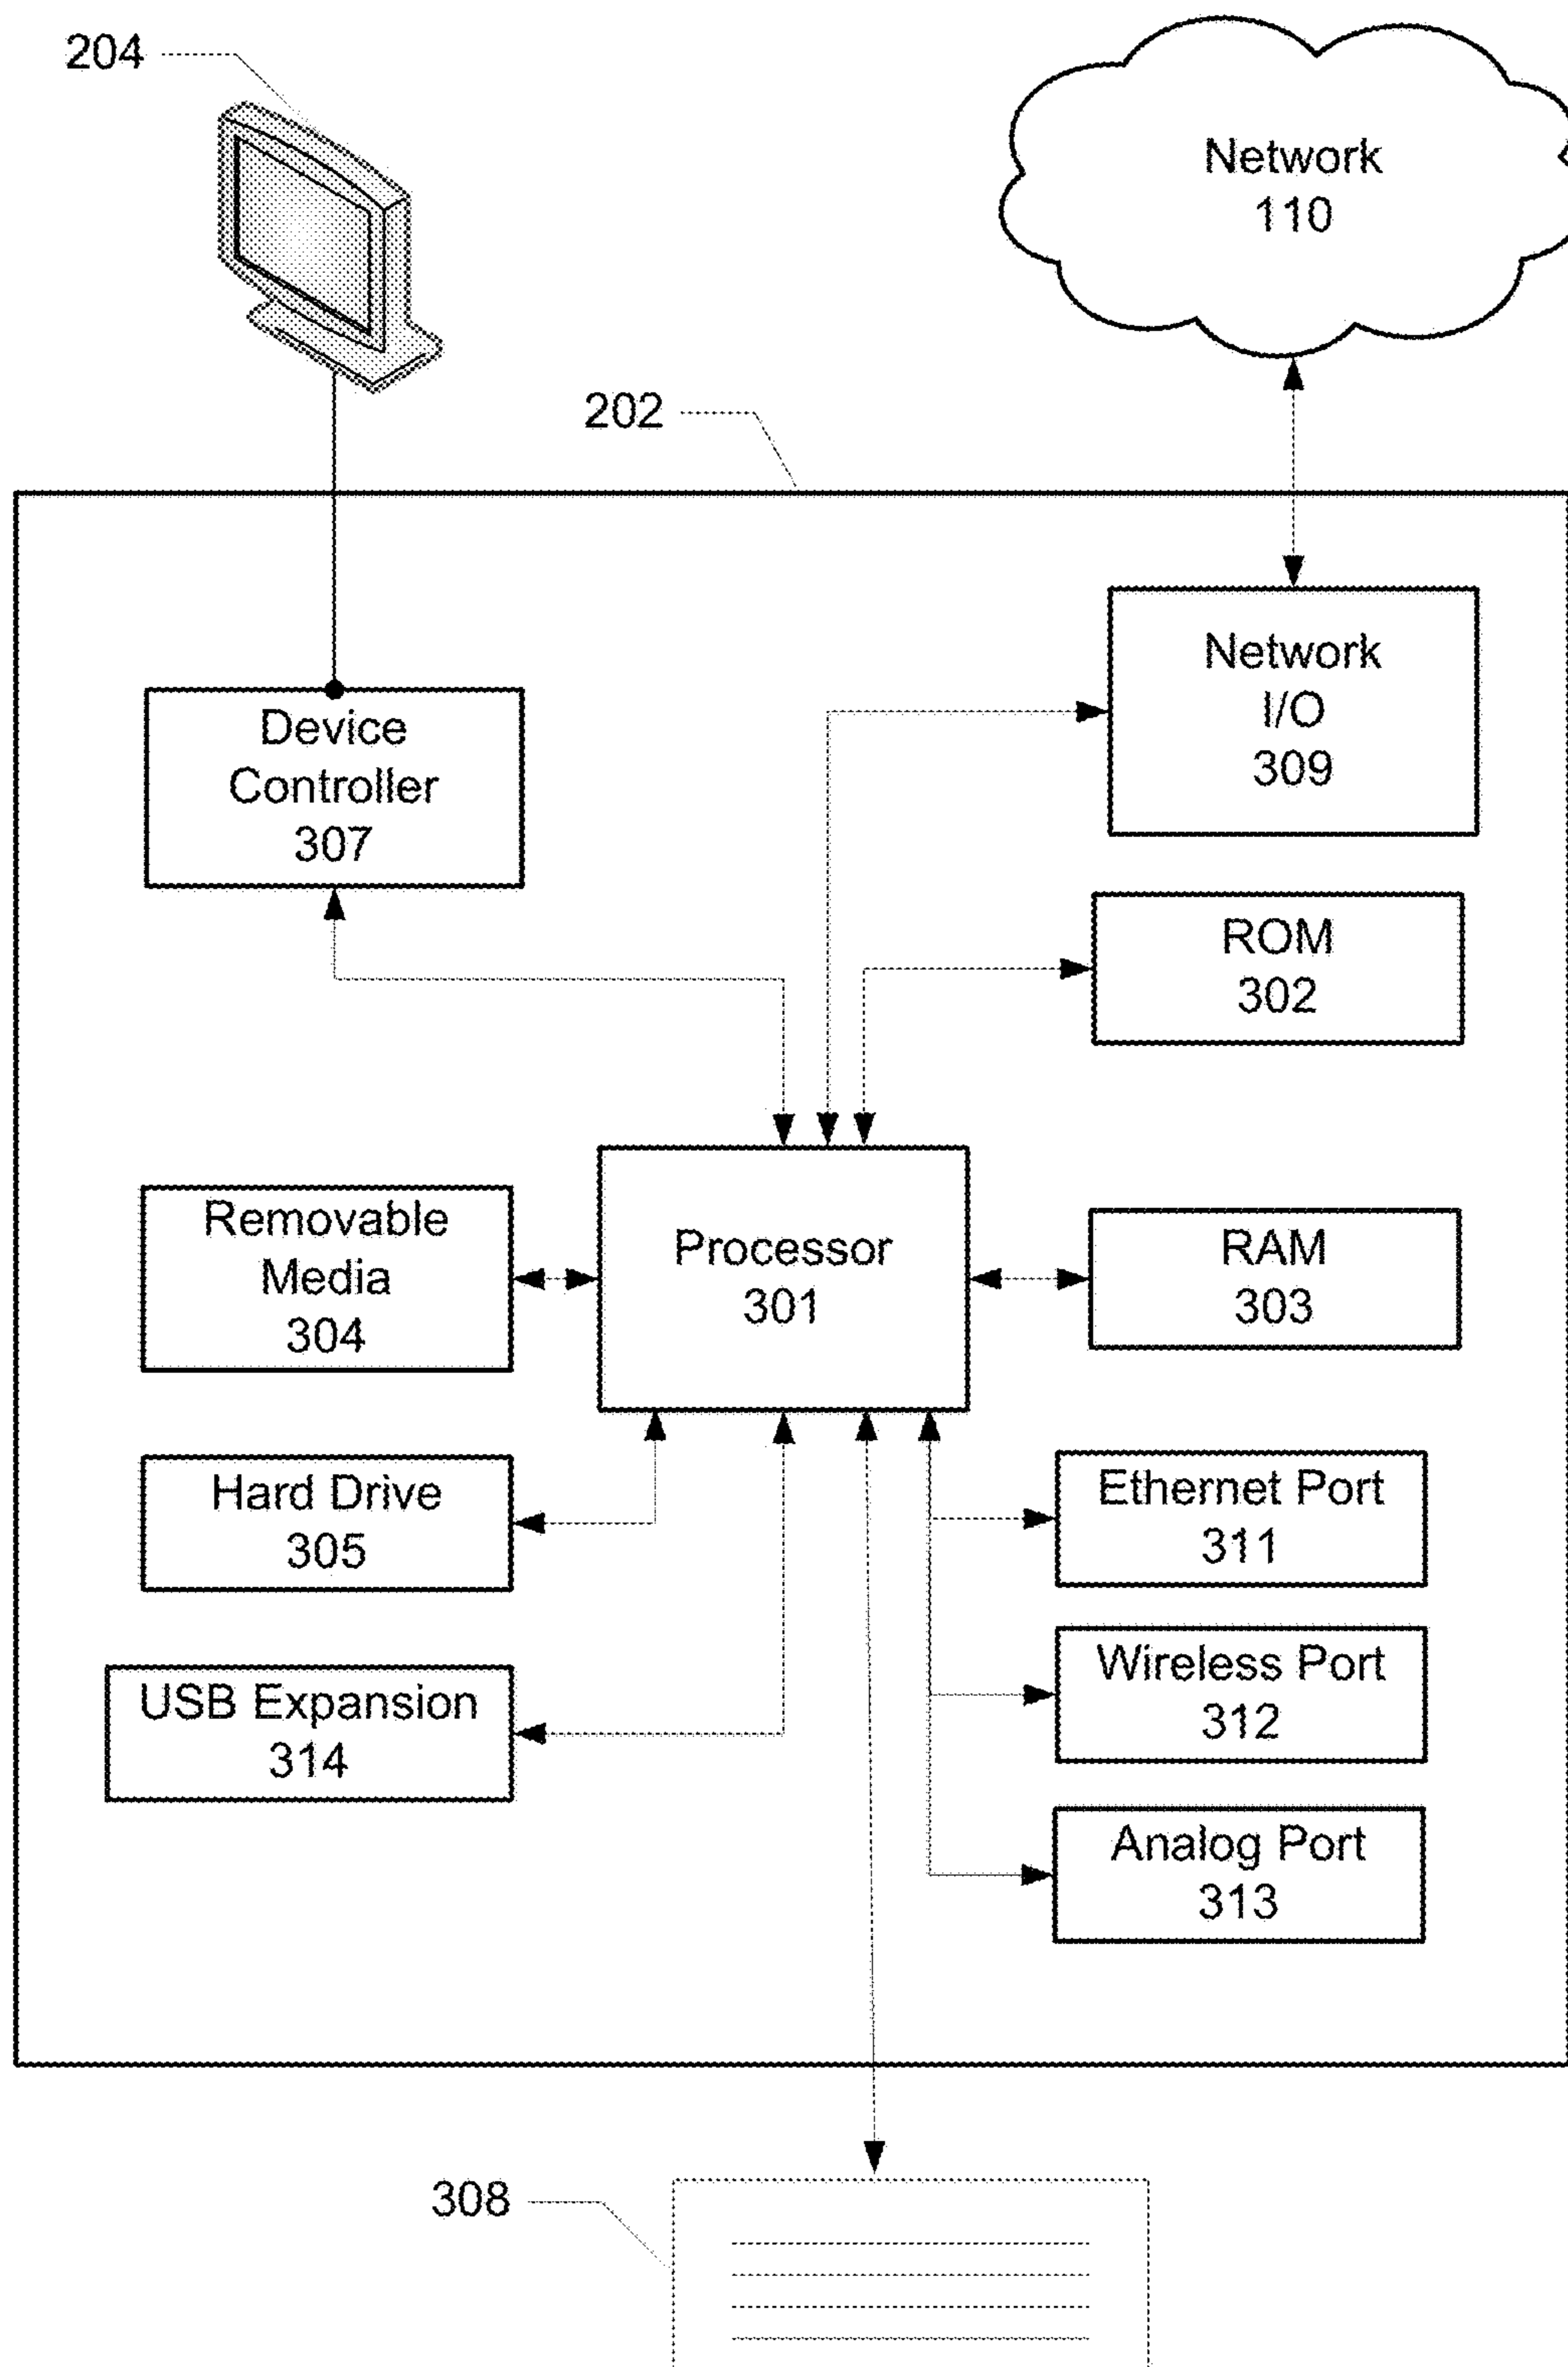 204
Network
110
202
Network
I/O
309
Device
Controller
307
ROM
302
Removable
Media
304
Processor
301
RAM
303
Hard Drive
305
Ethernet Port
311
USB Expansion
314
Wireless Port
312
Analog Port
313
308